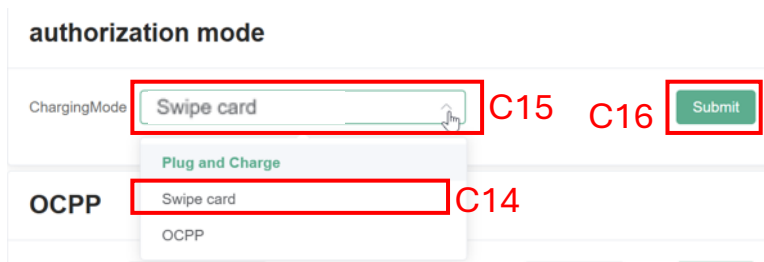 authorization mode
ChargingMode Swipe card C15 C16 Submit
Plug and Charge
OCPP Swipe card C14
OCPP